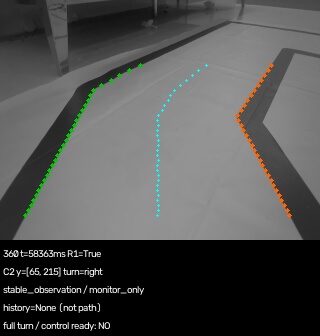 360 t=58363ms R1=True
C2 y=[65, 215] turn=right
stable_observation / monitor_only
history=None (not path)
full turn / control ready: NO